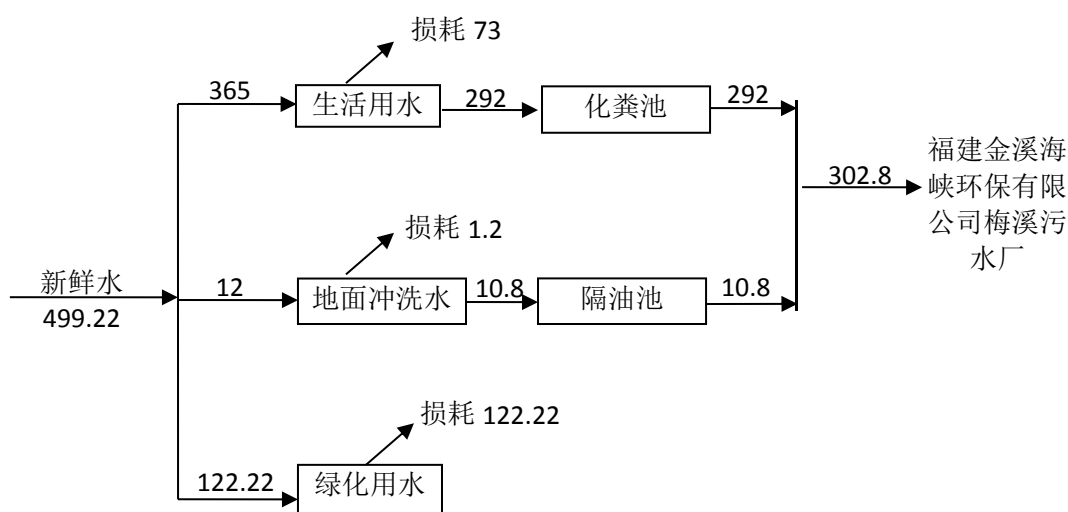 损耗 73
365
生活用水
292
化粪池
292
福建金溪海
峡环保有限
公司梅溪污
水厂
302.8
损耗 1.2
新鲜水
499.22
12
地面冲洗水
10.8
隔油池
10.8
损耗 122.22
122.22
绿化用水